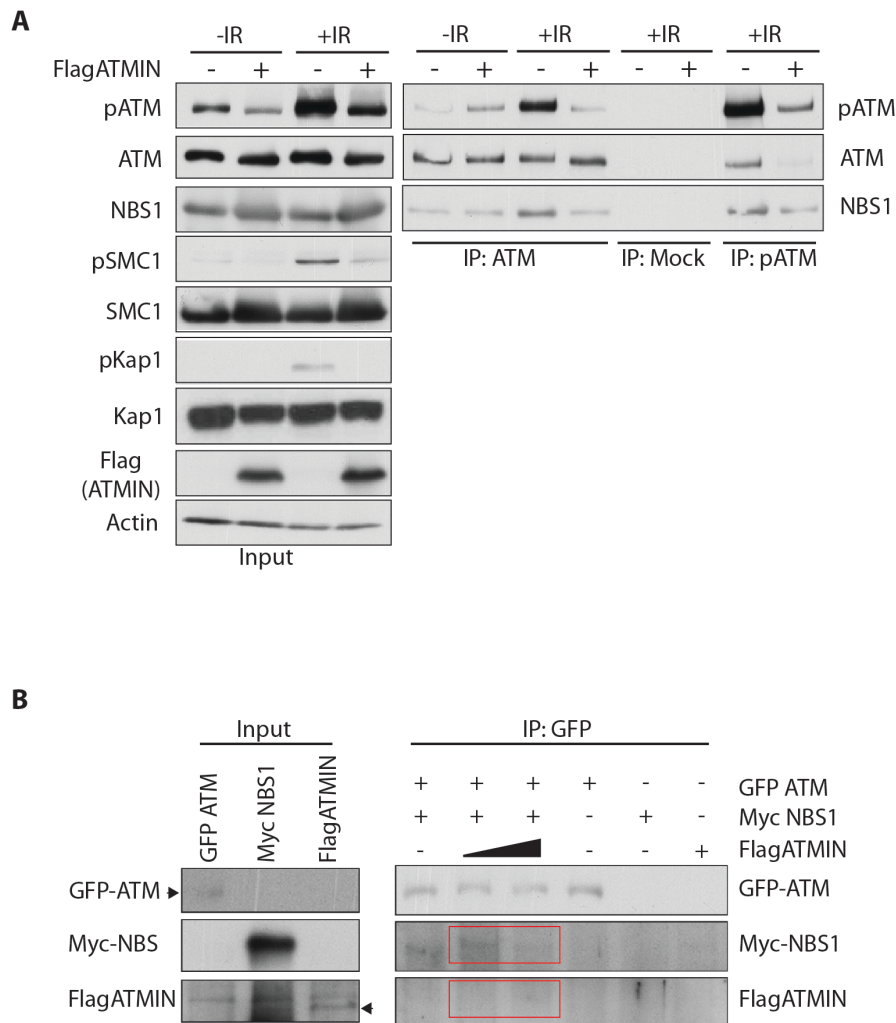 A
-IR +IR -IR +IR +IR +IR
FlagATMIN - + - + - + - + - + - +
pATM pATM
ATM ATM
NBS1 NBS1
pSMC1
IP: ATM IP: Mock IP: pATM
SMC1
pKap1
Kap1
Flag
(ATMIN)
Actin
Input
B
Input IP: GFP
GFP ATM
Myc NBS1
FlagATMIN
+ + + + - - GFP ATM
+ + + - + - Myc NBS1
- - - + FlagATMIN
GFP-ATM GFP-ATM
Myc-NBS Myc-NBS1
FlagATMIN FlagATMIN